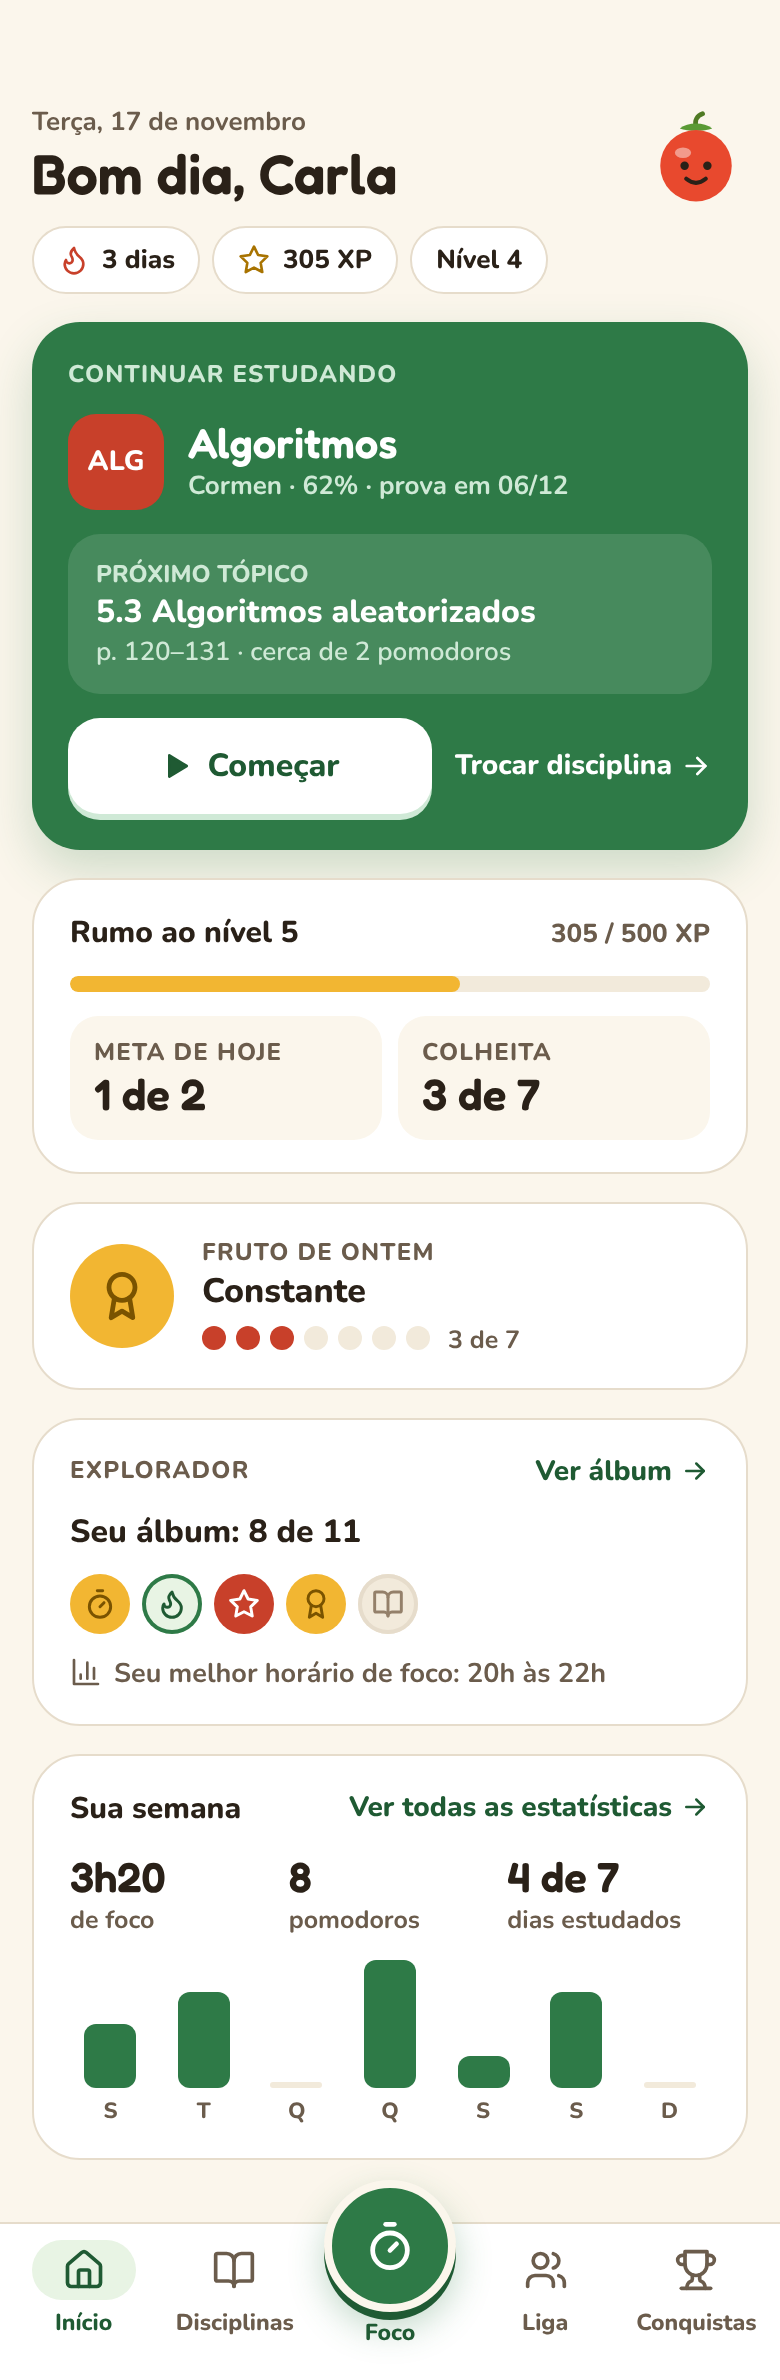 Terça, 17 de novembro
Bom dia, Carla
3 dias
305 XP
Nível 4
CONTINUAR ESTUDANDO
ALG
Algoritmos
Cormen · 62% · prova em 06/12
PRÓXIMO TÓPICO
5.3 Algoritmos aleatorizados
p. 120–131 · cerca de 2 pomodoros
Começar
Trocar disciplina →
Rumo ao nível 5
305 / 500 XP
META DE HOJE
1 de 2
COLHEITA
3 de 7
FRUTO DE ONTEM
Constante
3 de 7
EXPLORADOR
Ver álbum →
Seu álbum: 8 de 11
Seu melhor horário de foco: 20h às 22h
Sua semana
Ver todas as estatísticas →
3h20
de foco
8
pomodoros
4 de 7
dias estudados
S T Q Q S S D
Início
Disciplinas
Foco
Liga
Conquistas